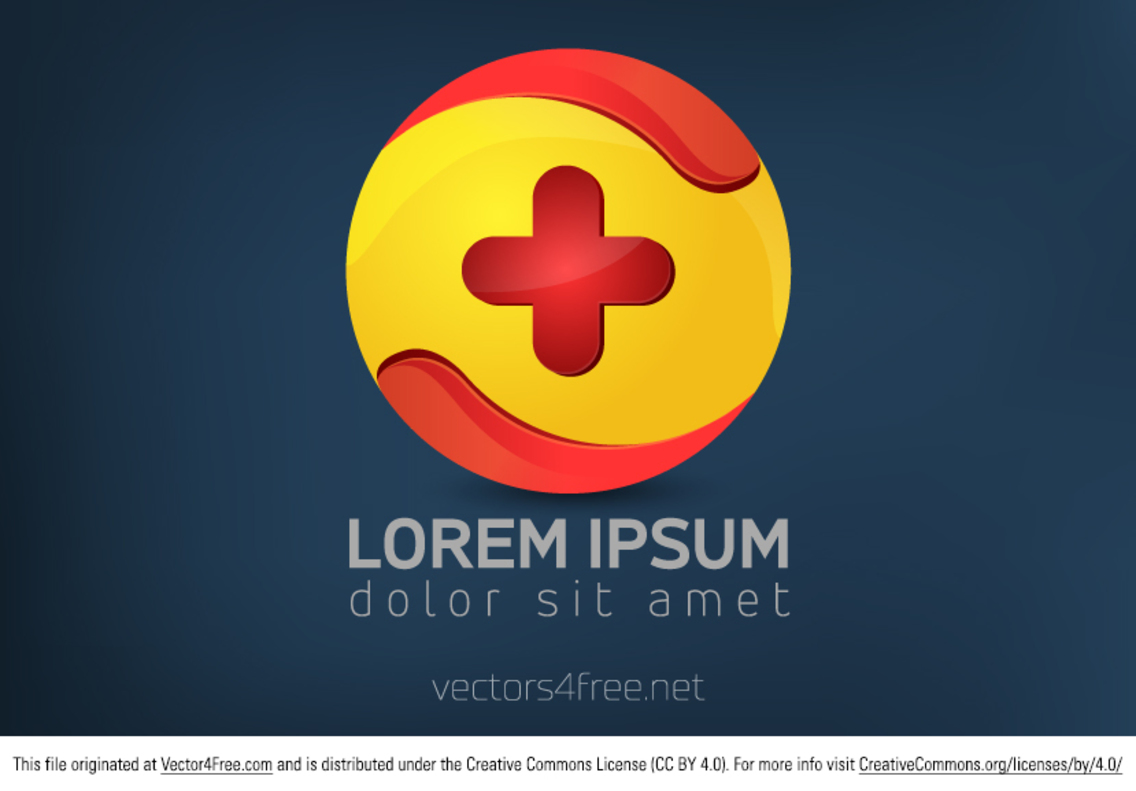 LOREM IPSUM
dolor sit amet
vectors4free.net
This file originated at Vector4Free.com and is distributed under the Creative Commons License (CC BY 4.0). For more info visit CreativeCommons.org/licenses/by/4.0/